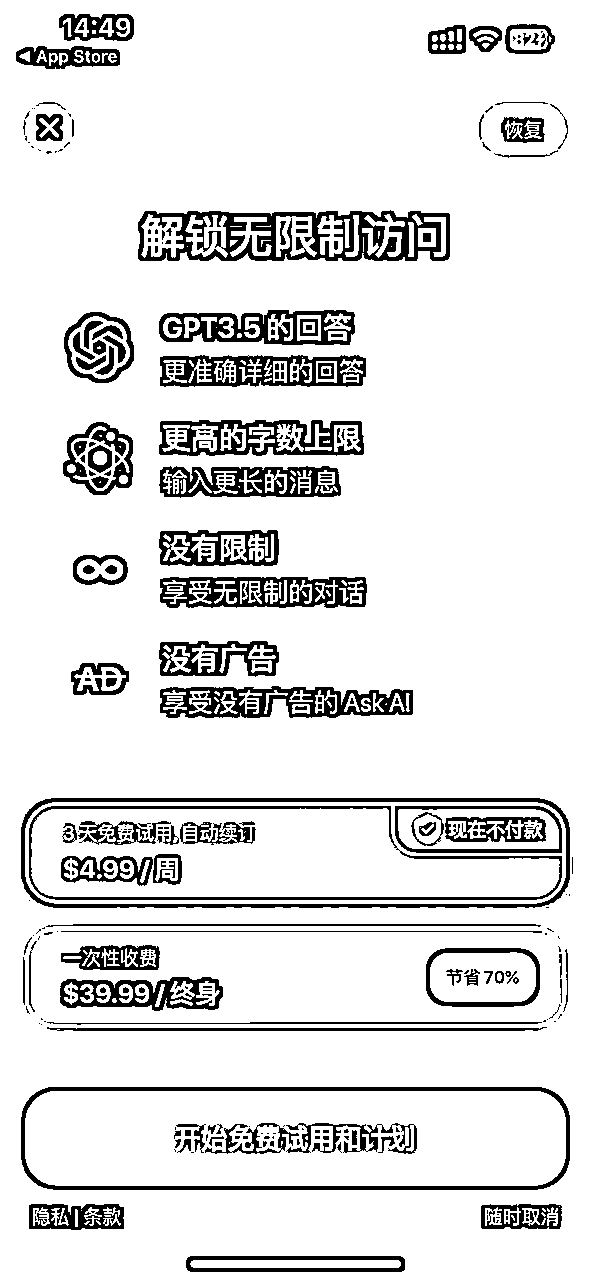 14:49
◀ App Store
恢复
解锁无限制访问
GPT3.5 的回答
更准确详细的回答
更高的字数上限
输入更长的消息
没有限制
享受无限制的对话
AD
没有广告
享受没有广告的 Ask AI
3 天免费试用, 自动续订
现在不付款
$4.99 / 周
一次性收费
$39.99 / 终身
节省 70%
开始免费试用和计划
隐私 | 条款
随时取消